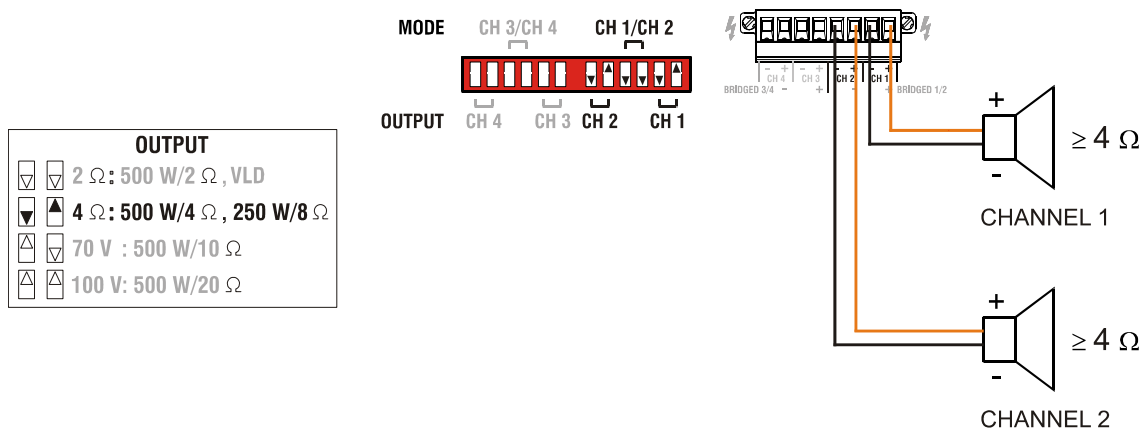 MODE CH 3/CH 4 CH 1/CH 2
OUTPUT CH 4 CH 3 CH 2 CH 1
- + - + - + - +
CH 4 CH 3 CH 2 CH 1
BRIDGED 3/4 - + - + BRIDGED 1/2
OUTPUT
2 Ω: 500 W/2 Ω , VLD
4 Ω: 500 W/4 Ω , 250 W/8 Ω
70 V : 500 W/10 Ω
100 V: 500 W/20 Ω
+
≥ 4 Ω
-
CHANNEL 1
+
≥ 4 Ω
-
CHANNEL 2